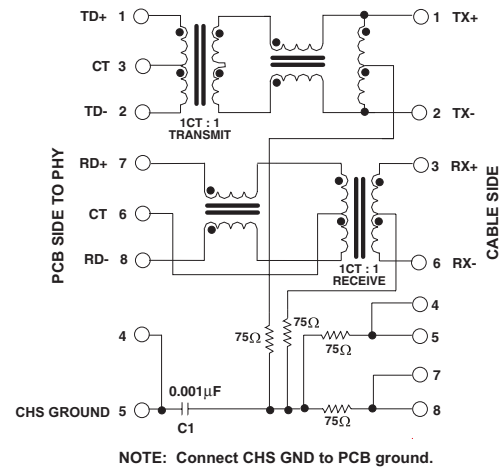 TD+ 1
1 TX+
CT 3
TD- 2
2 TX-
1CT : 1
TRANSMIT
RD+ 7
3 RX+
CT 6
RD- 8
6 RX-
1CT : 1
RECEIVE
PCB SIDE TO PHY
CABLE SIDE
75Ω
75Ω
75Ω
4
5
4
7
0.001µF
CHS GROUND 5
C1
75Ω
8
NOTE: Connect CHS GND to PCB ground.